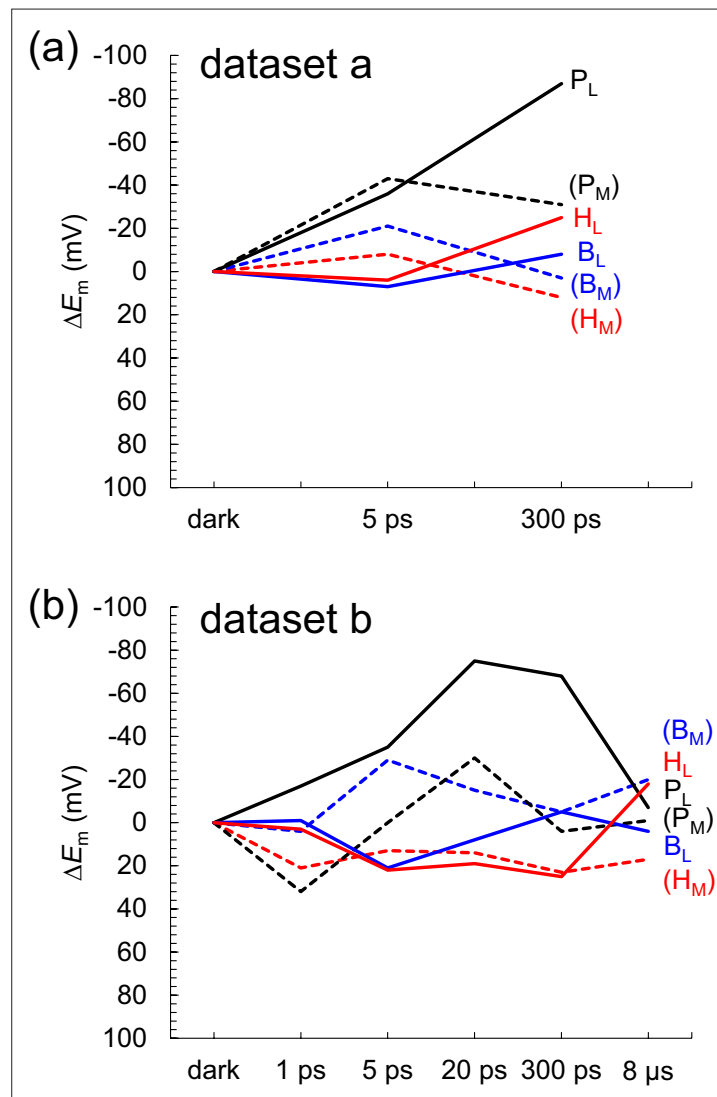 (a)
dataset a
-100
-80
-60
-40
-20
0
20
40
60
80
100
ΔEm (mV)
PL
(PM)
HL
BL
(BM)
(HM)
dark
5 ps
300 ps
(b)
dataset b
-100
-80
-60
-40
-20
0
20
40
60
80
100
ΔEm (mV)
(BM)
HL
PL
(PM)
BL
(HM)
dark
1 ps
5 ps
20 ps
300 ps
8 µs